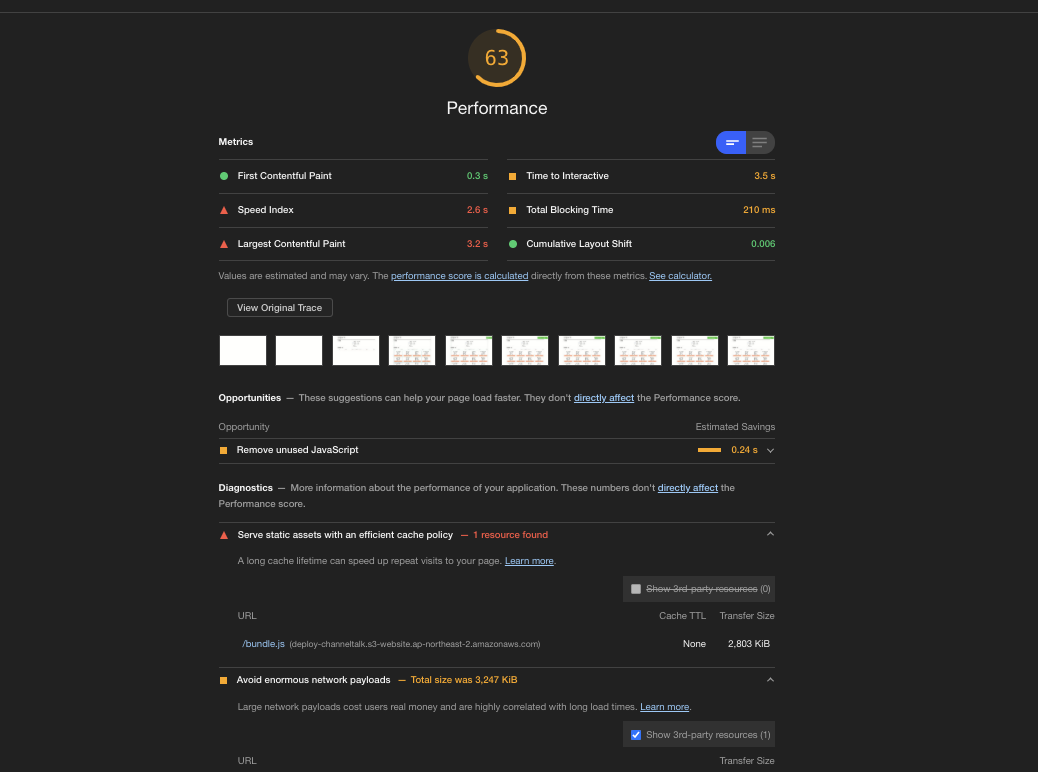 63
Performance
Metrics
First Contentful Paint 0.3 s
Time to Interactive 3.5 s
Speed Index 2.6 s
Total Blocking Time 210 ms
Largest Contentful Paint 3.2 s
Cumulative Layout Shift 0.006
Values are estimated and may vary. The performance score is calculated directly from these metrics. See calculator.
View Original Trace
Opportunities — These suggestions can help your page load faster. They don't directly affect the Performance score.
Opportunity Estimated Savings
Remove unused JavaScript 0.24 s
Diagnostics — More information about the performance of your application. These numbers don't directly affect the
Performance score.
Serve static assets with an efficient cache policy — 1 resource found
A long cache lifetime can speed up repeat visits to your page. Learn more.
Show 3rd-party resources (0)
URL Cache TTL Transfer Size
/bundle.js (deploy-channeltalk.s3-website.ap-northeast-2.amazonaws.com) None 2,803 KiB
Avoid enormous network payloads — Total size was 3,247 KiB
Large network payloads cost users real money and are highly correlated with long load times. Learn more.
Show 3rd-party resources (1)
URL Transfer Size